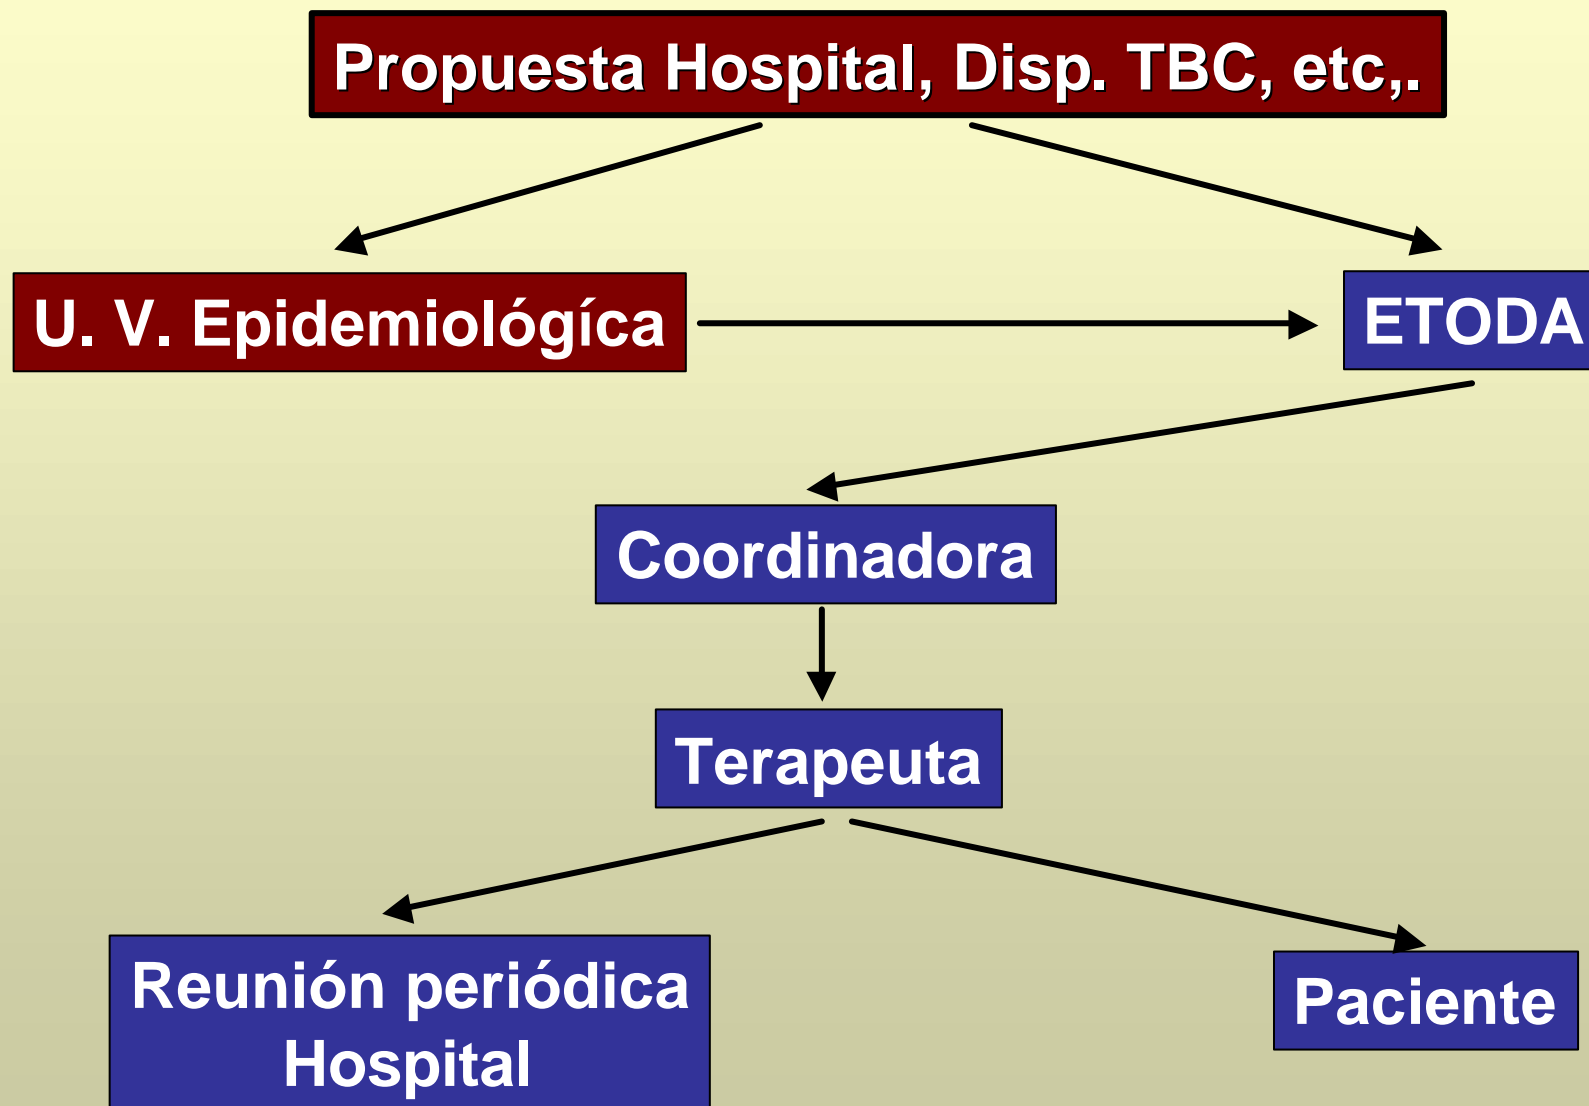 Propuesta Hospital, Disp. TBC, etc,.
U. V. Epidemiológíca
ETODA
Coordinadora
Terapeuta
Reunión periódica
Hospital
Paciente